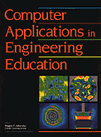 Computer
Applications in
Engineering
Education